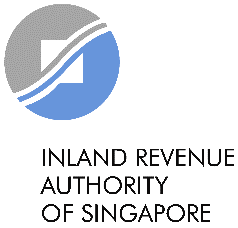 INLAND REVENUE
AUTHORITY
OF SINGAPORE